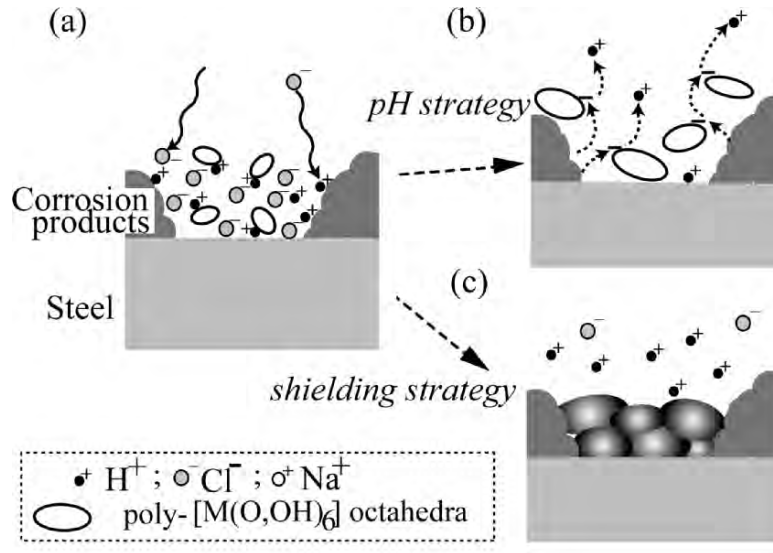 (a)
(b)
pH strategy
Corrosion
products
Steel
(c)
shielding strategy
H+ ; Cl− ; Na+
poly-[M(O,OH)6] octahedra